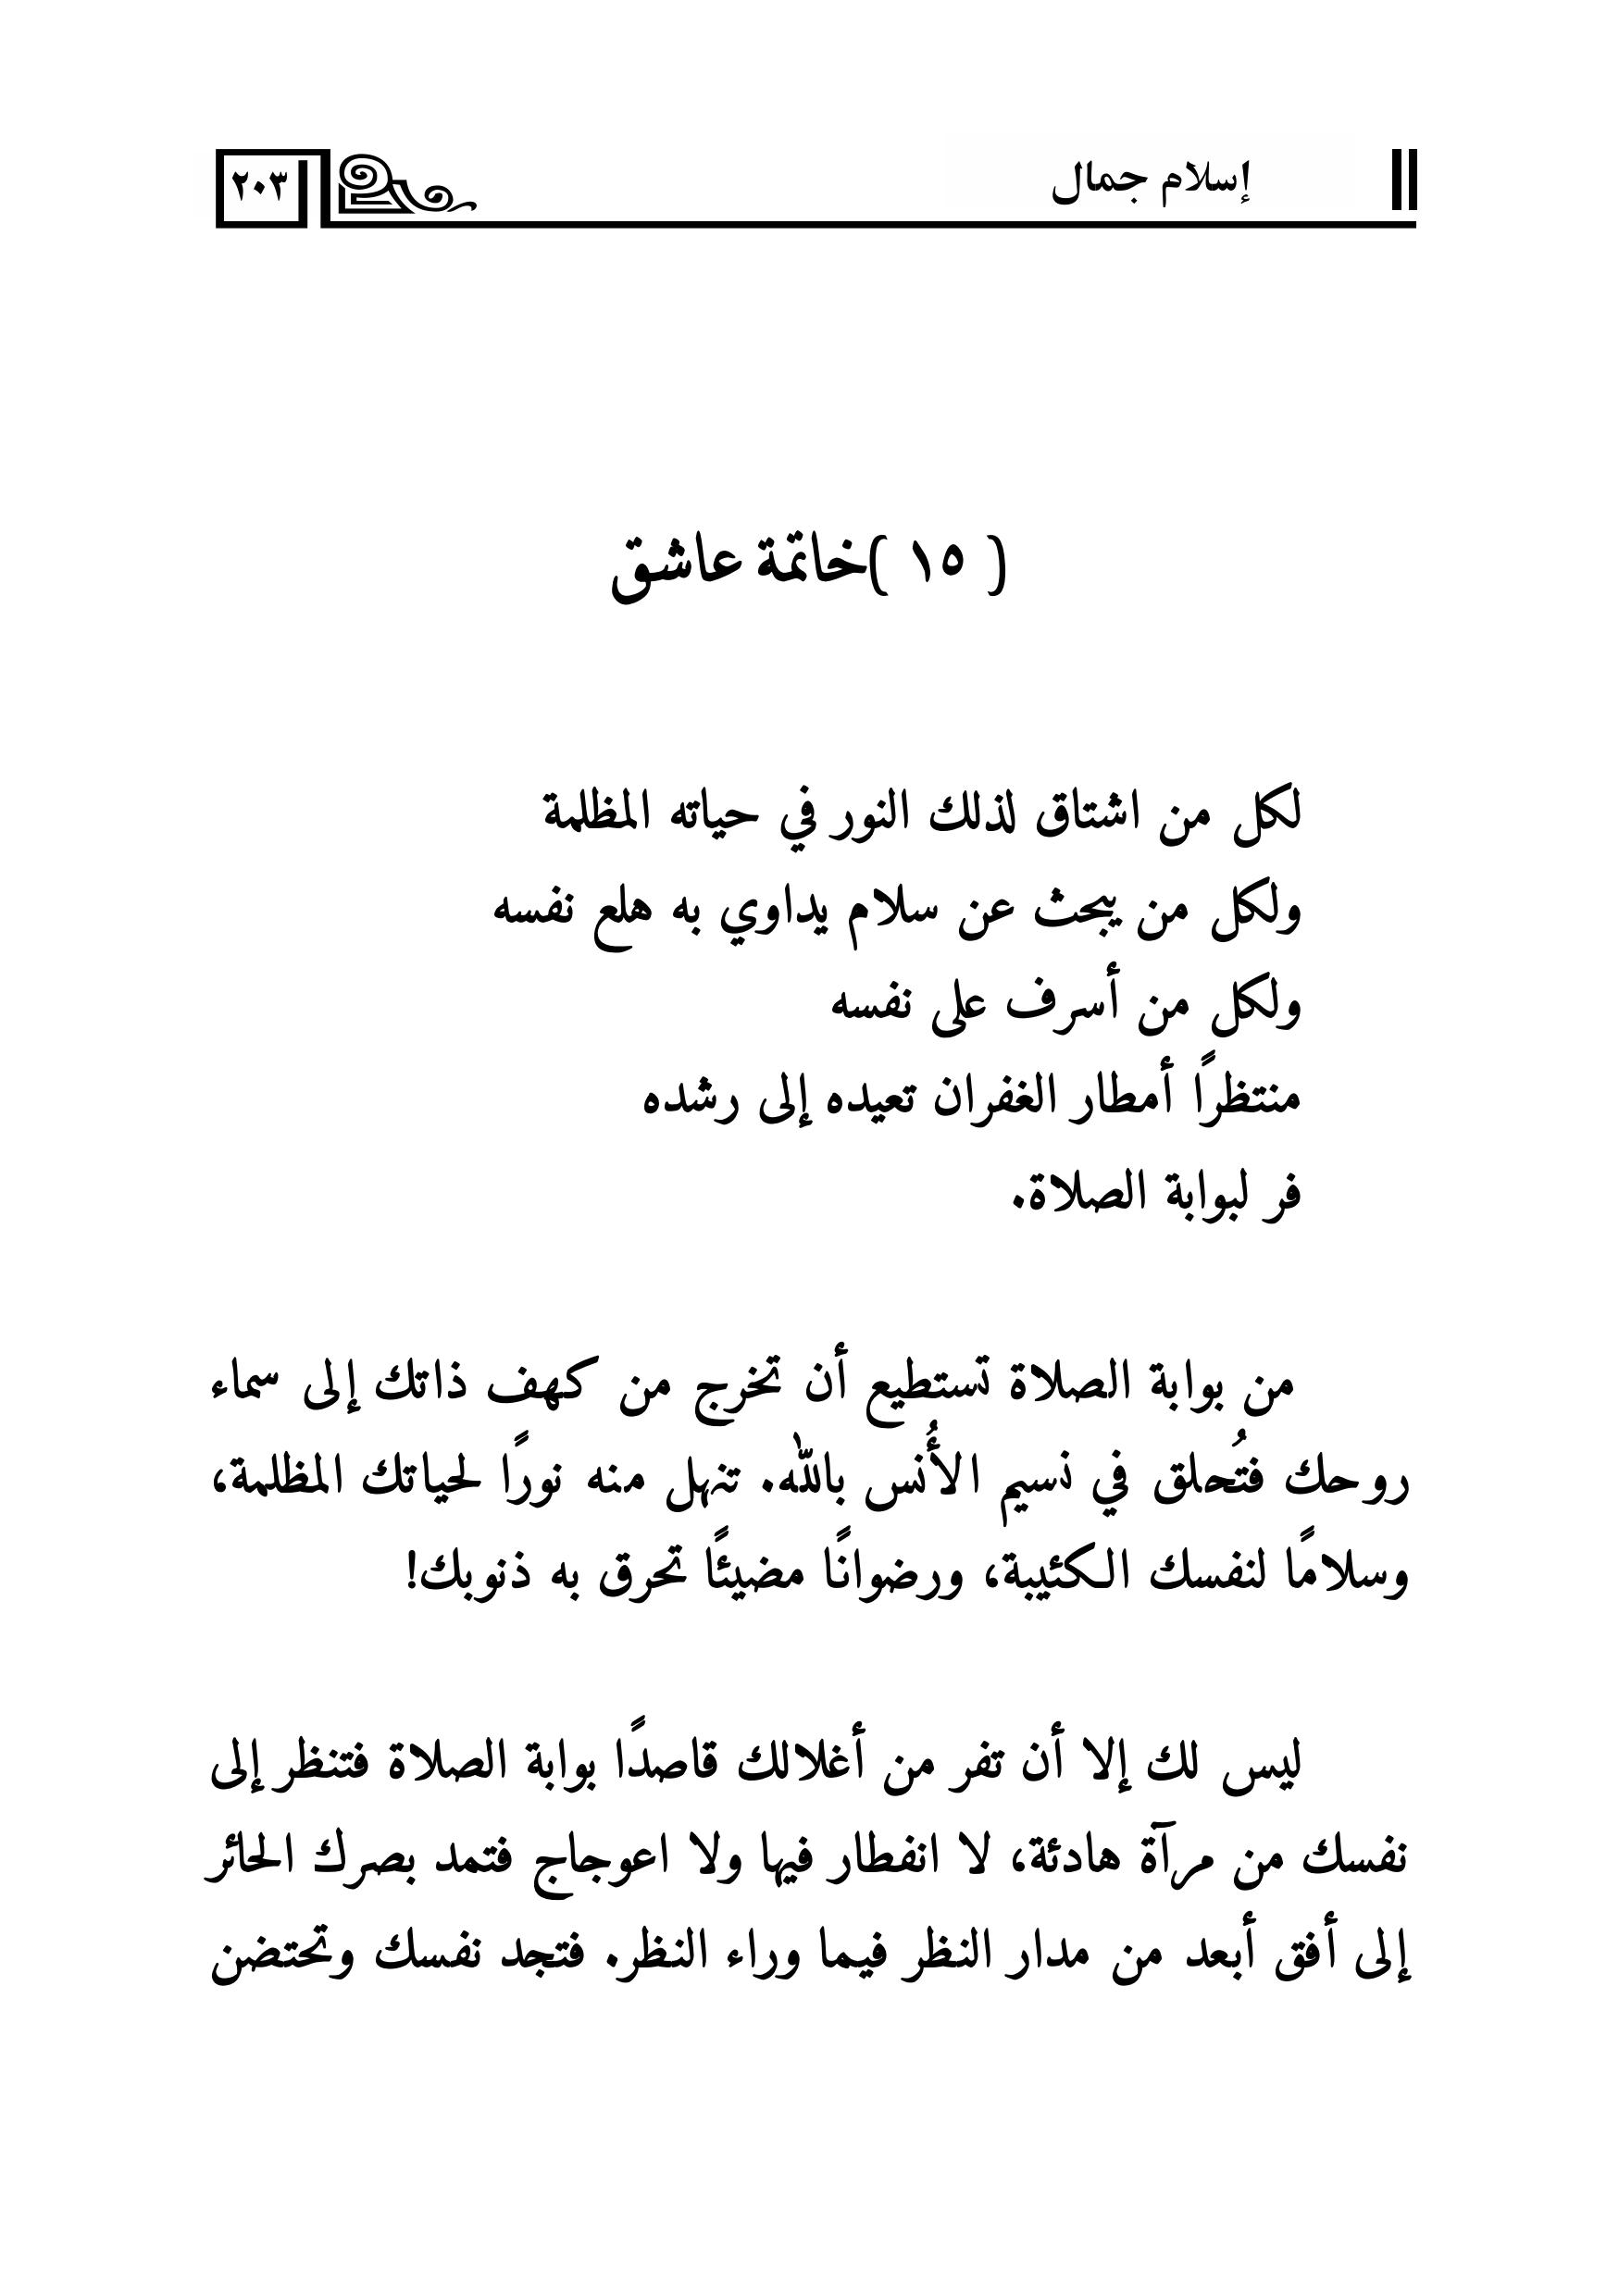 إسلام جمال
٢٠٣
( ١٥ )خاتمة عاشق
لكل من اشتاق لذلك النور في حياته المظلمة
ولكل من يبحث عن سلام يداوي به هلع نفسه
ولكل من أسرف على نفسه
منتظرًا أمطار الغفران تعيده إلى رشده
فر لبوابة الصلاة.
من بوابة الصلاة تستطيع أن تخرج من كهف ذاتك إلى سماء
روحك فتُحلق في نسيم الأُنس بالله. تنهل منه نورًا لحياتك المظلمة،
وسلامًا لنفسك الكئيبة، ورضوانًا مضيئًا تحرق به ذنوبك!
ليس لك إلا أن تفر من أغلالك قاصدًا بوابة الصلاة فتنظر إلى
نفسك من مرآة هادئة، لا انفطار فيها ولا اعوجاج فتمد بصرك الحائر
إلى أفق أبعد من مدار النظر فيما وراء النظر. فتجد نفسك وتحتضن